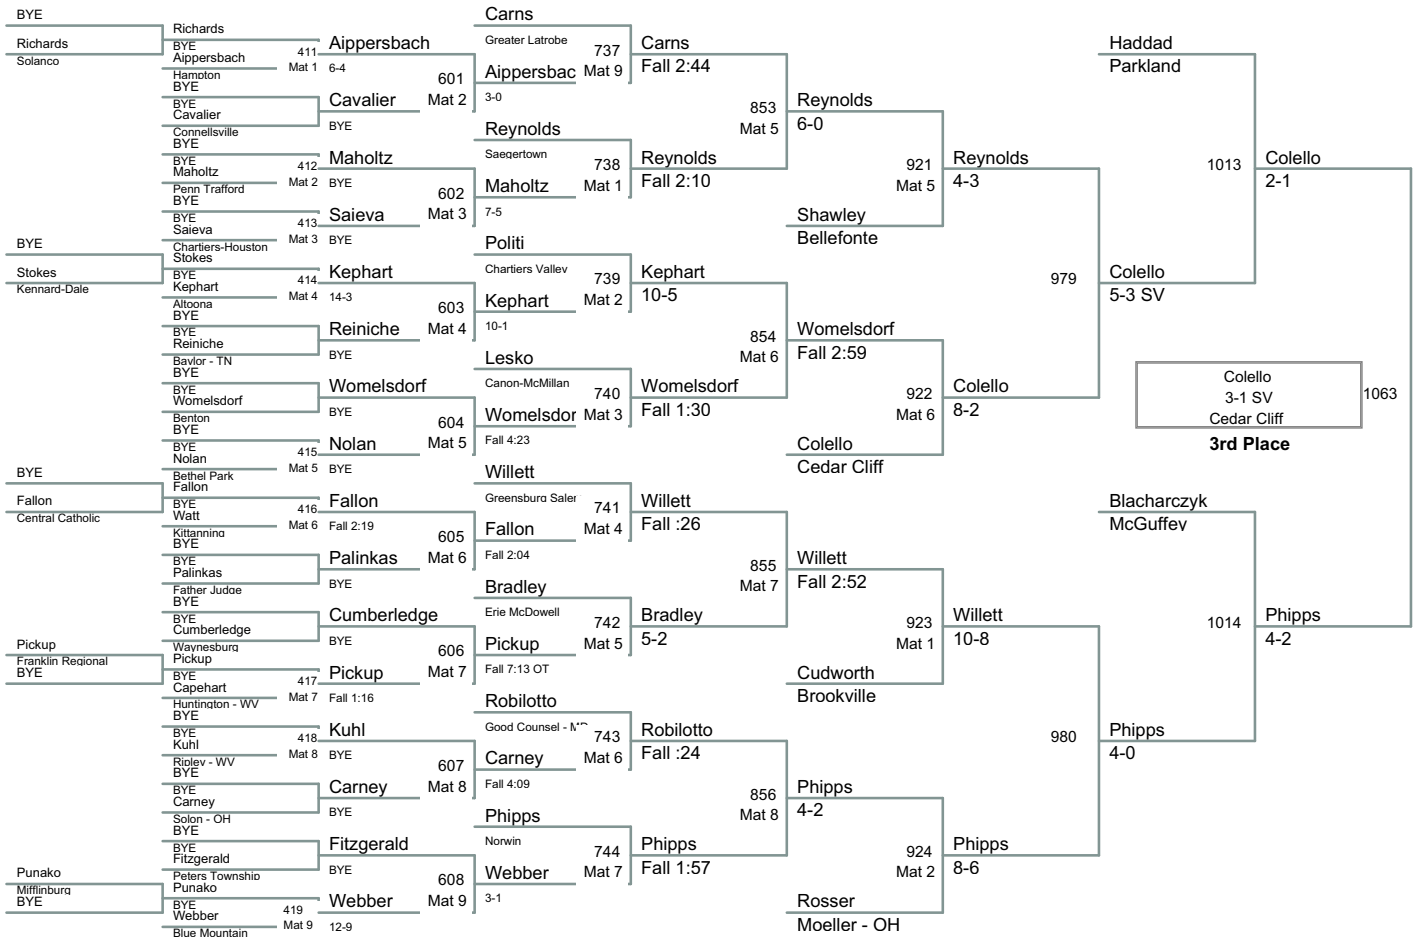 BYE
Richards
Solanco
BYE
Stokes
Kennard-Dale
BYE
Fallon
Central Catholic
Pickup
Franklin Regional
BYE
Punako
Mifflinburg
BYE
Richards
BYE
Aippersbach
411
Mat 1
Hampton
BYE
BYE
Cavalier
Connellsville
BYE
BYE
Maholtz
412
Mat 2
Penn Trafford
BYE
BYE
Saieva
413
Mat 3
Chartiers-Houston
Stokes
BYE
Kephart
414
Mat 4
Altoona
BYE
BYE
Reiniche
Baylor - TN
BYE
BYE
Womelsdorf
Benton
BYE
BYE
Nolan
415
Mat 5
Bethel Park
Fallon
BYE
Watt
416
Mat 6
Kittanning
BYE
BYE
Palinkas
Father Judge
BYE
BYE
Cumberledge
Waynesburg
Pickup
BYE
Capehart
417
Mat 7
Huntington - WV
BYE
BYE
Kuhl
418
Mat 8
Ripley - WV
BYE
BYE
Carney
Solon - OH
BYE
BYE
Fitzgerald
Peters Township
Punako
BYE
Webber
419
Mat 9
Blue Mountain
Aippersbach
6-4
601
Mat 2
Cavalier
BYE
Maholtz
BYE
602
Mat 3
Saieva
BYE
Kephart
14-3
603
Mat 4
Reiniche
BYE
Womelsdorf
BYE
604
Mat 5
Nolan
BYE
Fallon
Fall 2:19
605
Mat 6
Palinkas
BYE
Cumberledge
BYE
606
Mat 7
Pickup
Fall 1:16
Kuhl
BYE
607
Mat 8
Carney
BYE
Fitzgerald
BYE
608
Mat 9
Webber
12-9
Carns
Greater Latrobe
737
Mat 9
Aippersbac
3-0
Reynolds
Saegertown
738
Mat 1
Maholtz
7-5
Politi
Chartiers Valley
739
Mat 2
Kephart
10-1
Lesko
Canon-McMillan
740
Mat 3
Womelsdor
Fall 4:23
Willett
Greensburg Saler
741
Mat 4
Fallon
Fall 2:04
Bradley
Erie McDowell
742
Mat 5
Pickup
Fall 7:13 OT
Robilotto
Good Counsel - MD
743
Mat 6
Carney
Fall 4:09
Phipps
Norwin
744
Mat 7
Webber
3-1
Carns
Fall 2:44
853
Mat 5
Reynolds
Fall 2:10
Kephart
10-5
854
Mat 6
Womelsdorf
Fall 1:30
Willett
Fall :26
855
Mat 7
Bradley
5-2
Robilotto
Fall :24
856
Mat 8
Phipps
Fall 1:57
Reynolds
6-0
921
Mat 5
Shawley
Bellefonte
Womelsdorf
Fall 2:59
922
Mat 6
Colello
Cedar Cliff
Willett
Fall 2:52
923
Mat 1
Cudworth
Brookville
Phipps
4-2
924
Mat 2
Rosser
Moeller - OH
Reynolds
4-3
979
Colello
8-2
Willett
10-8
980
Phipps
8-6
Haddad
Parkland
1013
Colello
5-3 SV
Blacharczyk
McGuffey
1014
Phipps
4-0
Colello
2-1
Colello
3-1 SV
Cedar Cliff
1063
3rd Place
Phipps
4-2